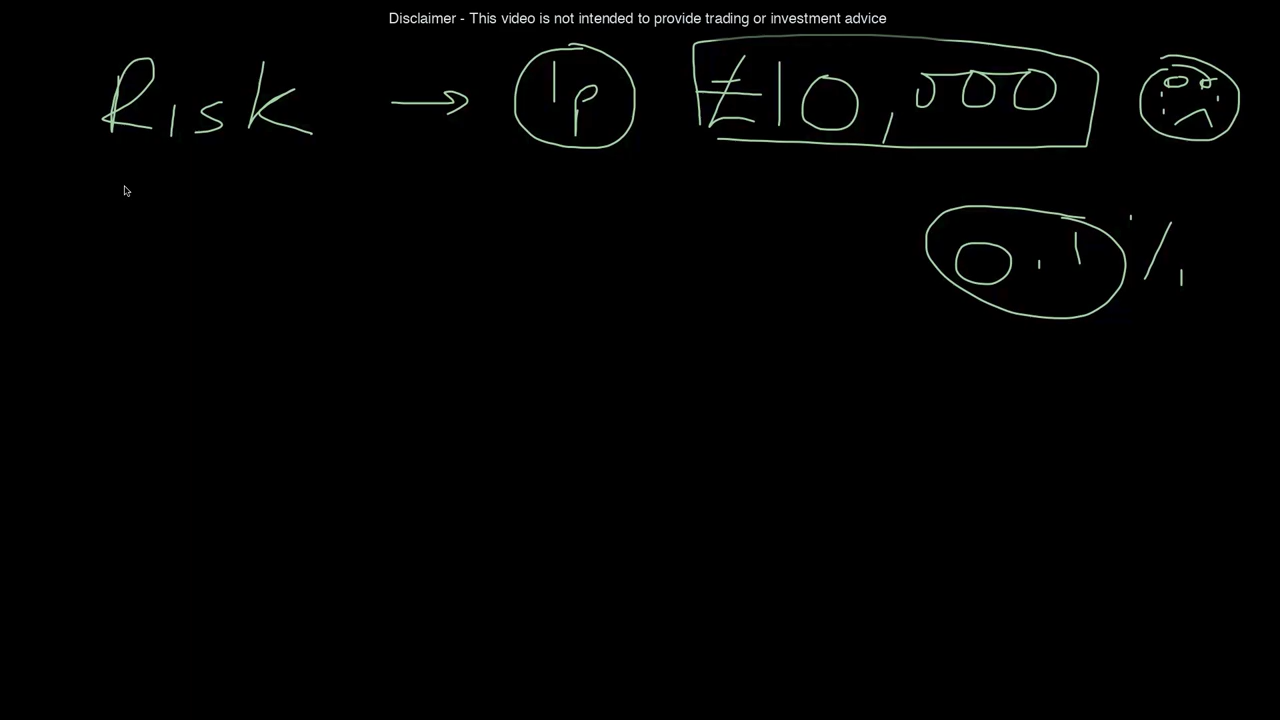 Disclaimer - This video is not intended to provide trading or investment advice
Risk → 1p £10,000
0.1%